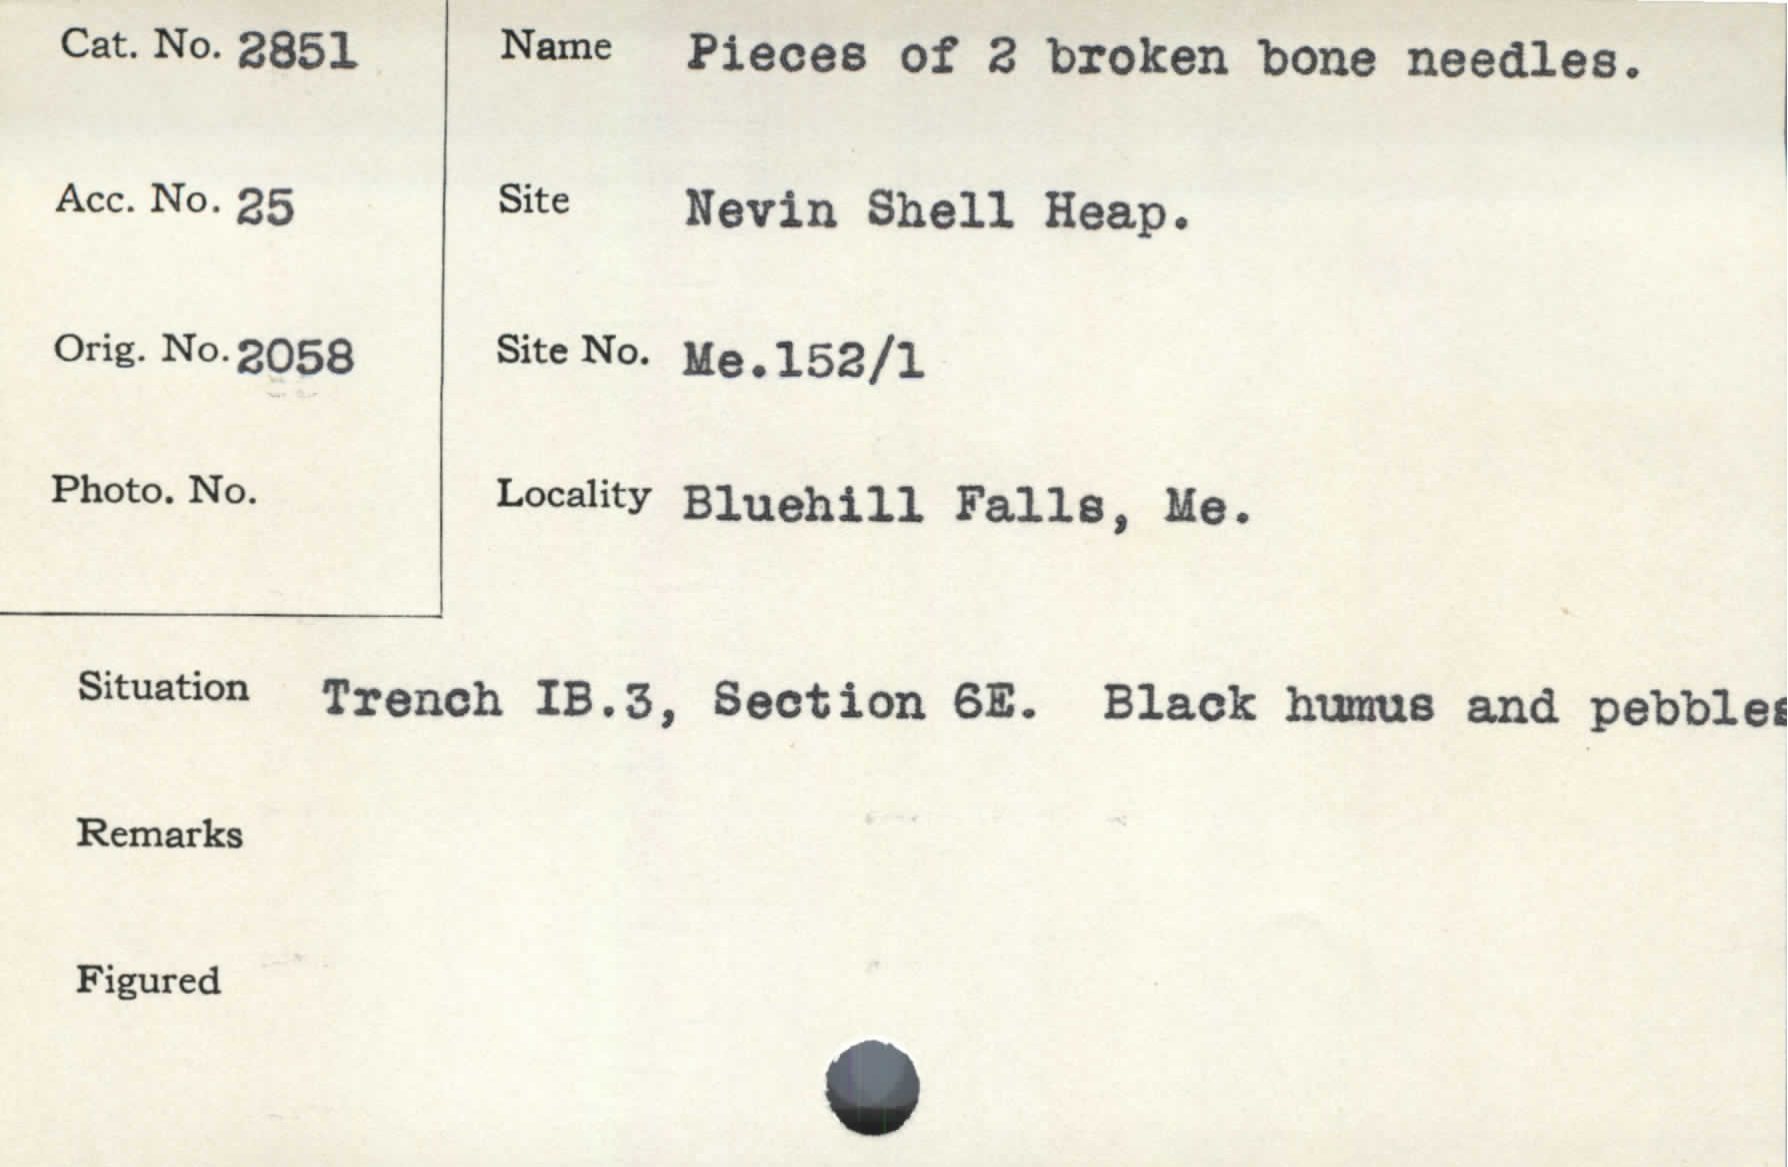 Cat. No. 2851
Name Pieces of 2 broken bone needles.
Acc. No. 25
Site Nevin Shell Heap.
Orig. No. 2058
Site No. Me.152/1
Photo. No.
Locality Bluehill Falls, Me.
Situation Trench IB.3, Section 6E. Black humus and pebbles
Remarks
Figured